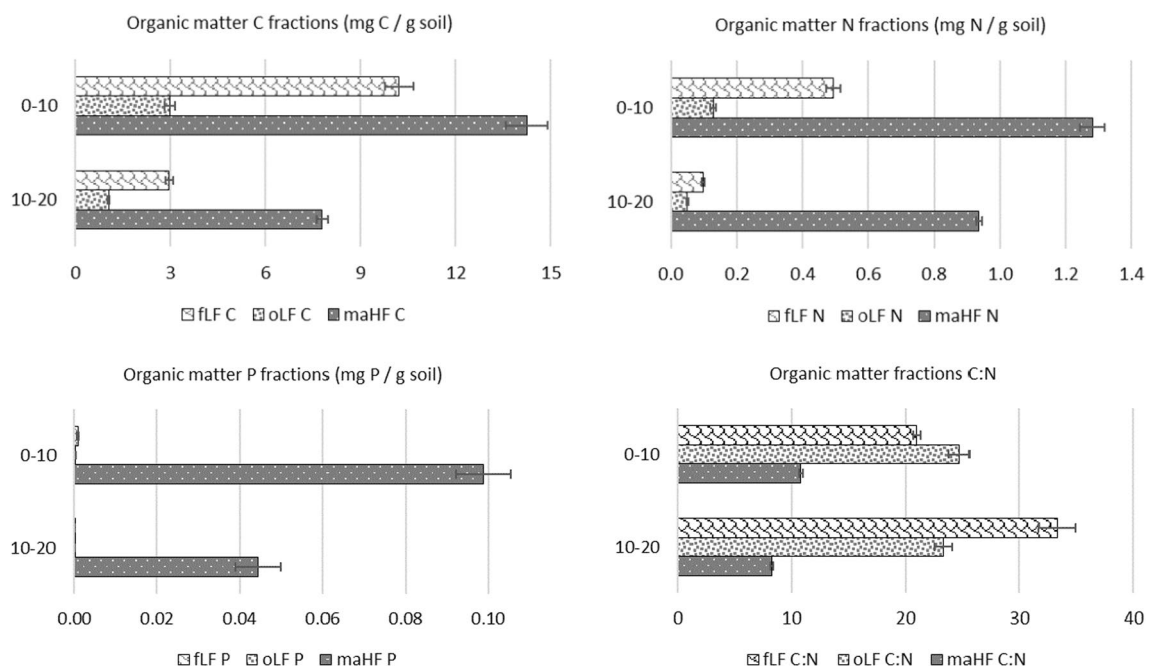 Organic matter C fractions (mg C / g soil)
0-10
10-20
0 3 6 9 12 15
fLF C oLF C maHF C
Organic matter N fractions (mg N / g soil)
0-10
10-20
0.0 0.2 0.4 0.6 0.8 1.0 1.2 1.4
fLF N oLF N maHF N
Organic matter P fractions (mg P / g soil)
0-10
10-20
0.00 0.02 0.04 0.06 0.08 0.10
fLF P oLF P maHF P
Organic matter fractions C:N
0-10
10-20
0 10 20 30 40
fLF C:N oLF C:N maHF C:N